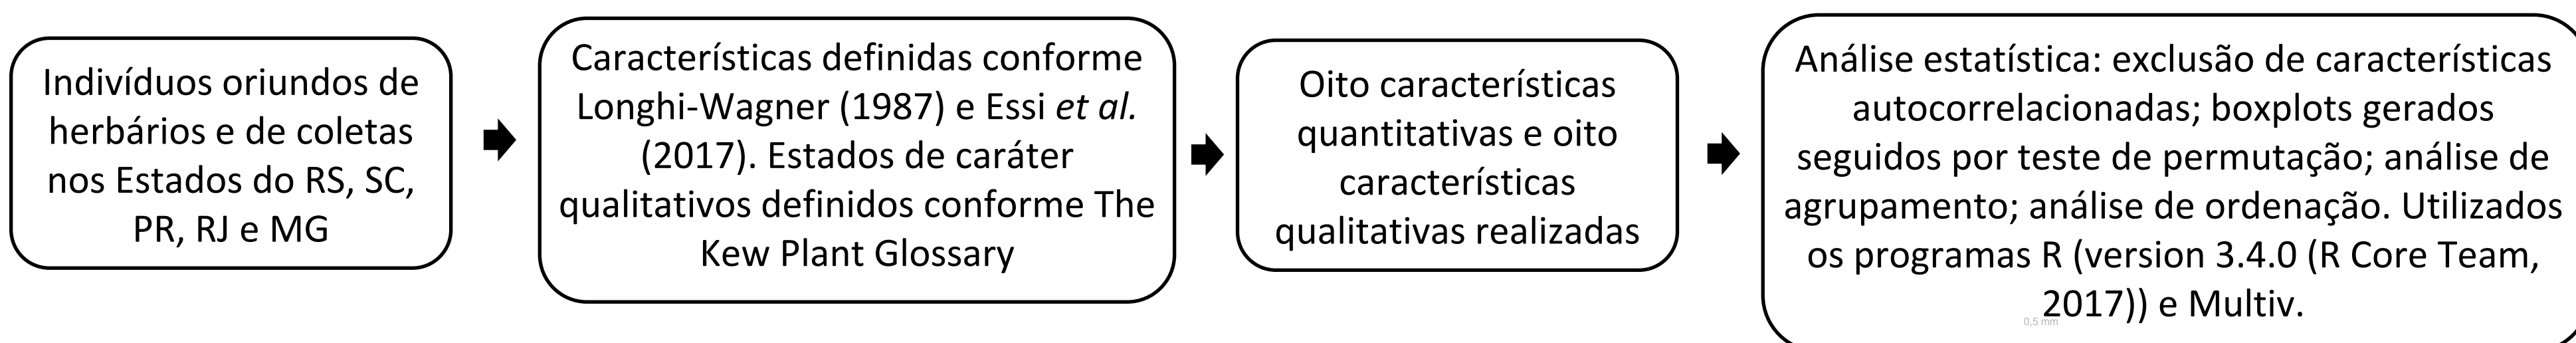 Indivíduos oriundos de
herbários e de coletas
nos Estados do RS, SC,
PR, RJ e MG
Características definidas conforme
Longhi-Wagner (1987) e Essi et al.
(2017). Estados de caráter
qualitativos definidos conforme The
Kew Plant Glossary
Oito características
quantitativas e oito
características
qualitativas realizadas
Análise estatística: exclusão de características
autocorrelacionadas; boxplots gerados
seguidos por teste de permutação; análise de
agrupamento; análise de ordenação. Utilizados
os programas R (version 3.4.0 (R Core Team,
2017)) e Multiv.
0,5 mm